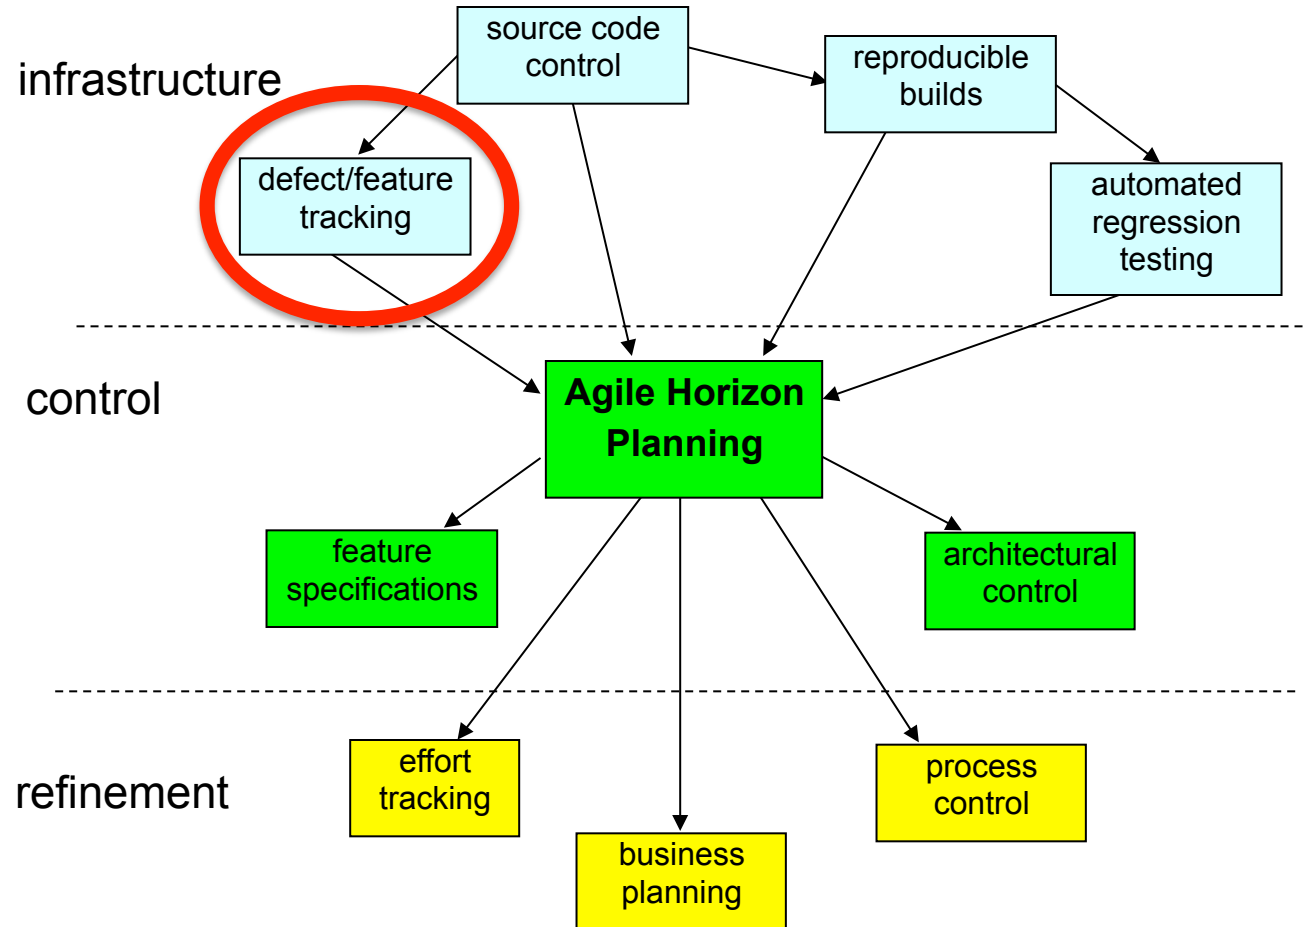 source code
control
reproducible
builds
infrastructure
defect/feature
tracking
automated
regression
testing
control
Agile Horizon
Planning
feature
specifications
architectural
control
refinement
effort
tracking
process
control
business
planning